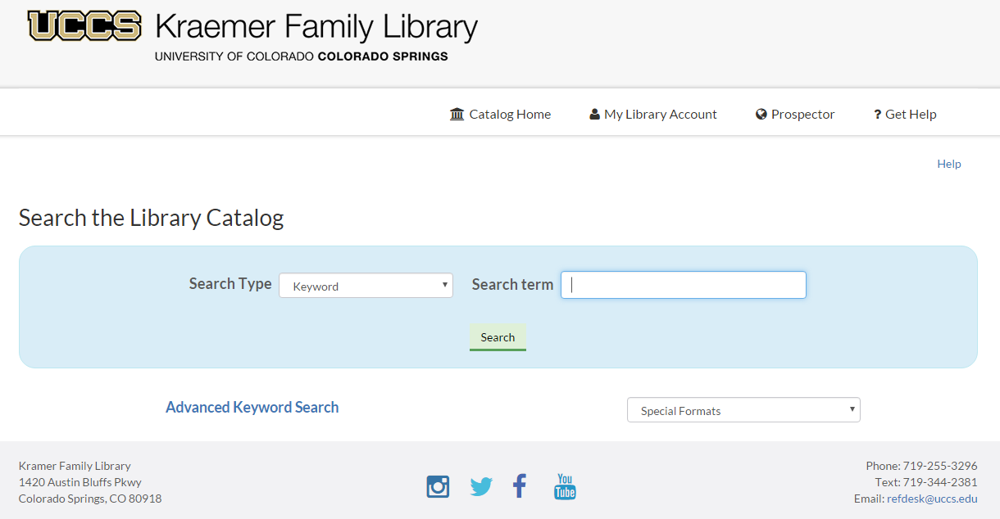 UCCS Kraemer Family Library
UNIVERSITY OF COLORADO COLORADO SPRINGS
Catalog Home My Library Account Prospector ? Get Help
Help
Search the Library Catalog
Search Type Keyword Search term
Search
Advanced Keyword Search Special Formats
Kramer Family Library
1420 Austin Bluffs Pkwy
Colorado Springs, CO 80918
You
Tube
Phone: 719-255-3296
Text: 719-344-2381
Email: refdesk@uccs.edu